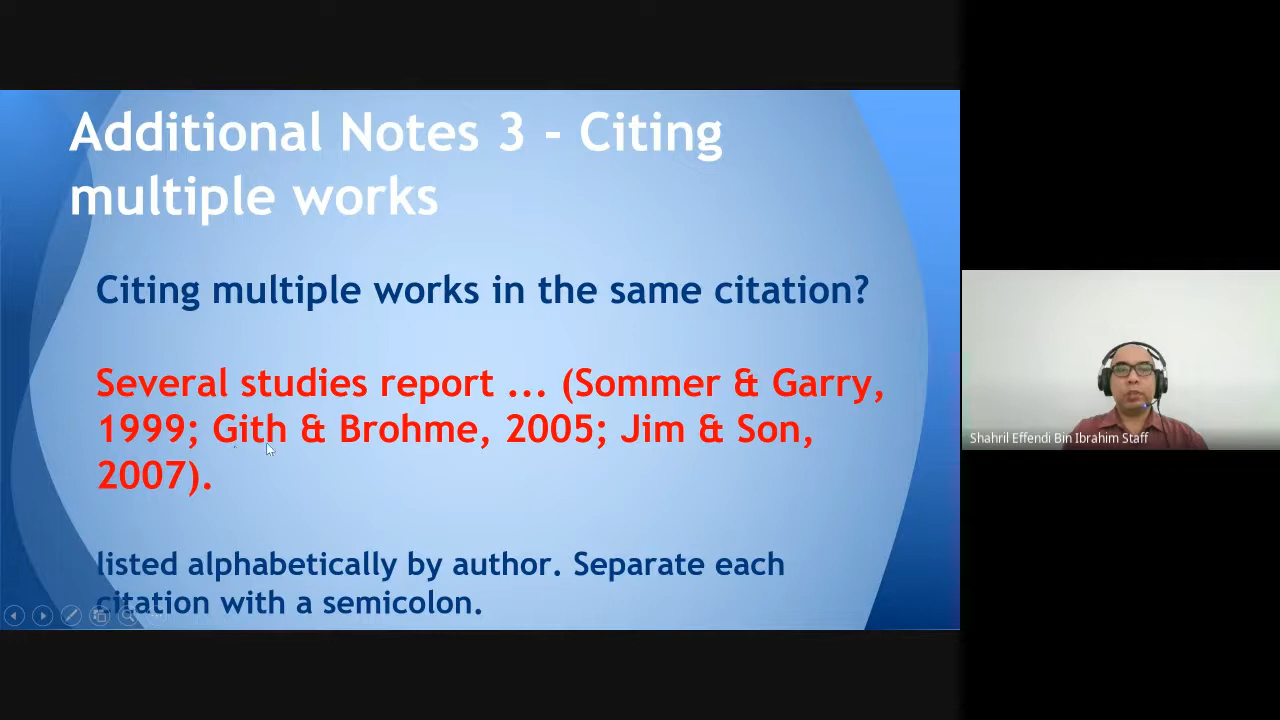 Additional Notes 3 - Citing
multiple works
Citing multiple works in the same citation?
Several studies report ... (Sommer & Garry,
1999; Gith & Brohme, 2005; Jim & Son,
2007).
listed alphabetically by author. Separate each
citation with a semicolon.
Shahril Effendi Bin Ibrahim Staff